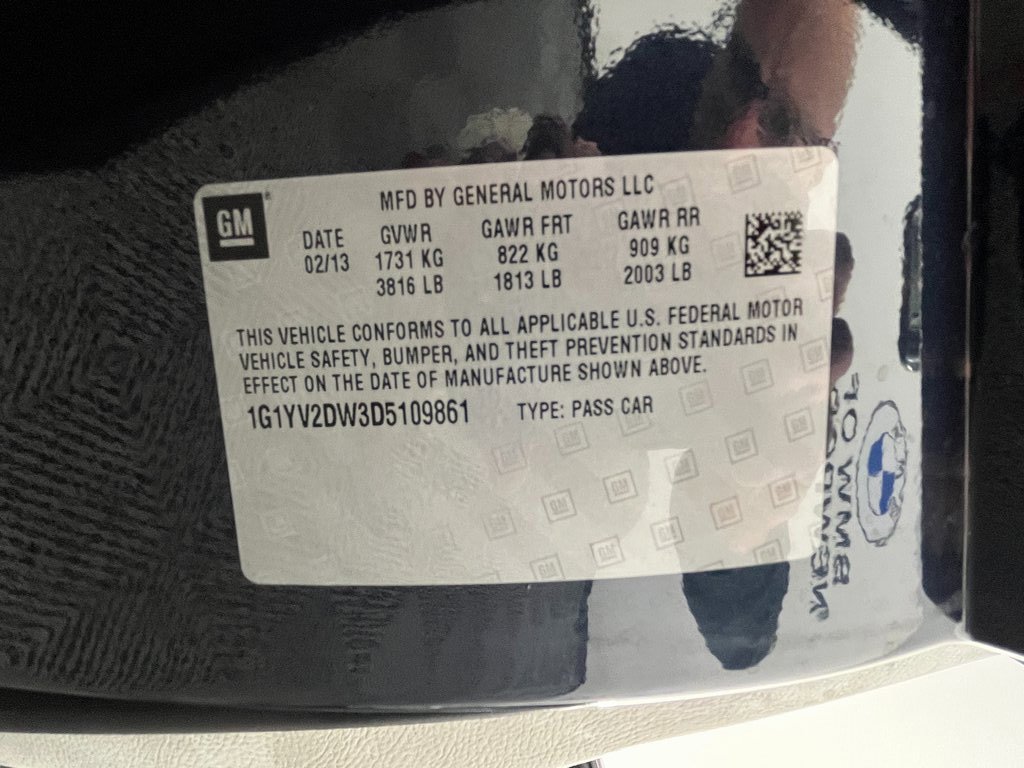 GM
MFD BY GENERAL MOTORS LLC
DATE GVWR GAWR FRT GAWR RR
02/13 1731 KG 822 KG 909 KG
3816 LB 1813 LB 2003 LB
THIS VEHICLE CONFORMS TO ALL APPLICABLE U.S. FEDERAL MOTOR
VEHICLE SAFETY, BUMPER, AND THEFT PREVENTION STANDARDS IN
EFFECT ON THE DATE OF MANUFACTURE SHOWN ABOVE.
1G1YV2DW3D5109861 TYPE: PASS CAR